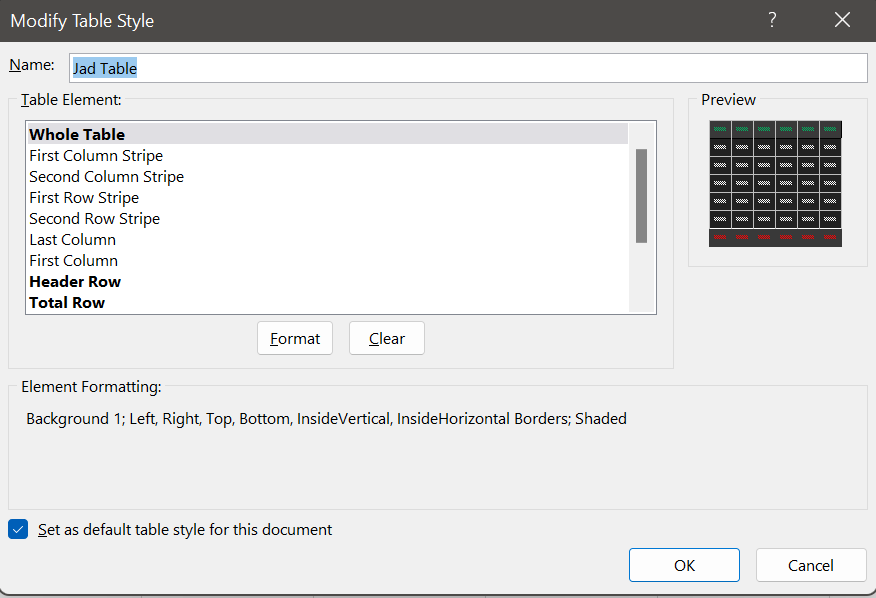 Modify Table Style
?
Name: Jad Table
Table Element:
Preview
Whole Table
First Column Stripe
Second Column Stripe
First Row Stripe
Second Row Stripe
Last Column
First Column
Header Row
Total Row
Format Clear
Element Formatting:
Background 1; Left, Right, Top, Bottom, InsideVertical, InsideHorizontal Borders; Shaded
Set as default table style for this document
OK Cancel